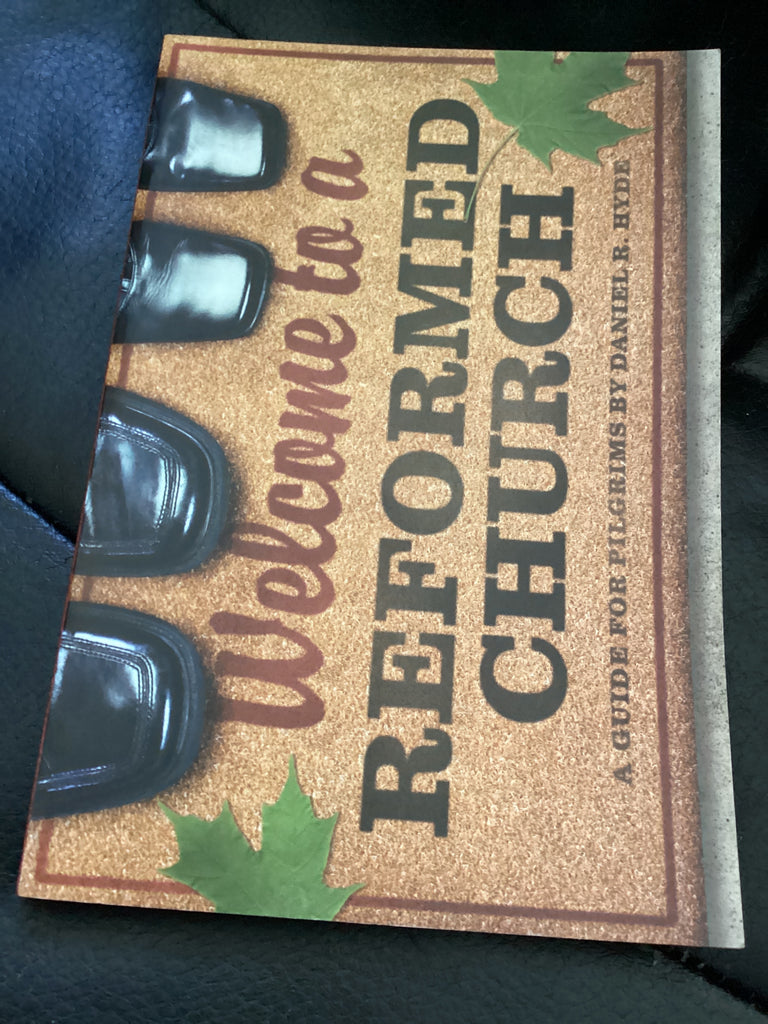 Welcome to a
REFORMED
CHURCH
A GUIDE FOR PILGRIMS BY DANIEL R. HYDE